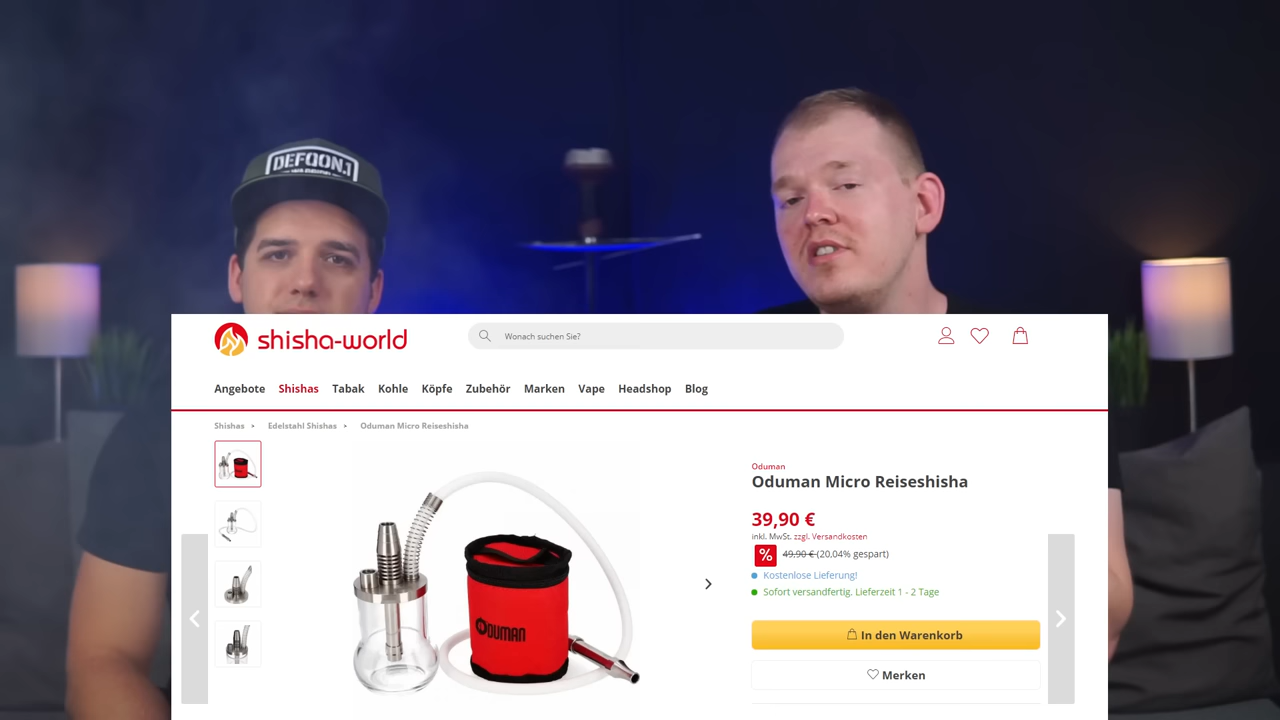 DEFQON.1
shisha-world
Wonach suchen Sie?
Angebote Shishas Tabak Kohle Köpfe Zubehör Marken Vape Headshop Blog
Shishas ▸ Edelstahl Shishas ▸ Oduman Micro Reiseshisha
Oduman
Oduman Micro Reiseshisha
39,90 €
inkl. MwSt. zzgl. Versandkosten
% 49,90 € (20,04% gespart)
Kostenlose Lieferung!
Sofort versandfertig, Lieferzeit 1 - 2 Tage
In den Warenkorb
Merken
ODUMAN